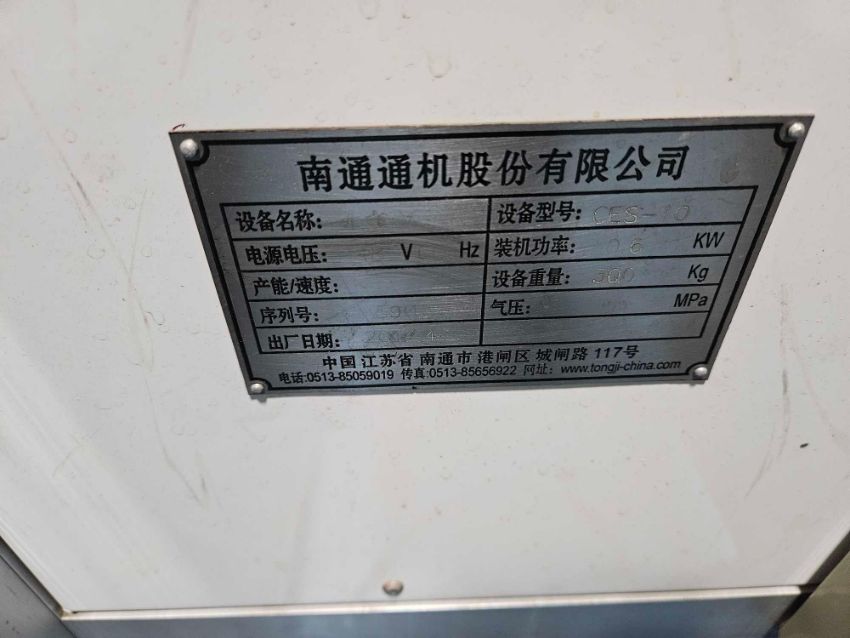 南通通机股份有限公司
设备名称: 设备型号: CES-10
电源电压: V Hz 装机功率: 0.6 KW
产能/速度: 设备重量: 300 Kg
序列号: 气压: MPa
出厂日期:
中国 江苏省 南通市 港闸区 城闸路 117号
电话:0513-85059019 传真:0513-85656922 网址: www.tongji-china.com